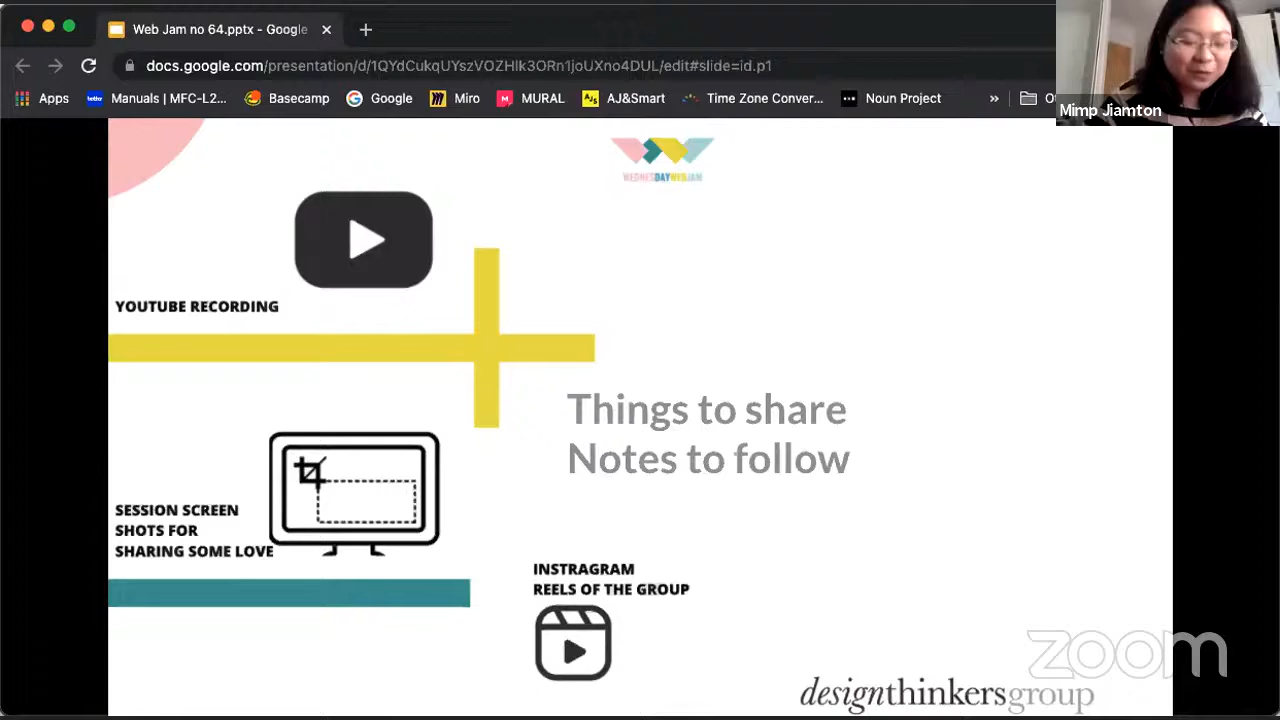 Web Jam no 64.pptx - Google
docs.google.com/presentation/d/1QYdCukqUYszVOZHlk3ORn1joUXno4DUL/edit#slide=id.p1
Apps
Manuals | MFC-L2...
Basecamp
Google
Miro
MURAL
AJ&Smart
Time Zone Conver...
Noun Project
»
Mimp Jiamton
WEDNESDAYWEBJAM
YOUTUBE RECORDING
Things to share
Notes to follow
SESSION SCREEN
SHOTS FOR
SHARING SOME LOVE
INSTRAGRAM
REELS OF THE GROUP
zoom
designthinkersgroup